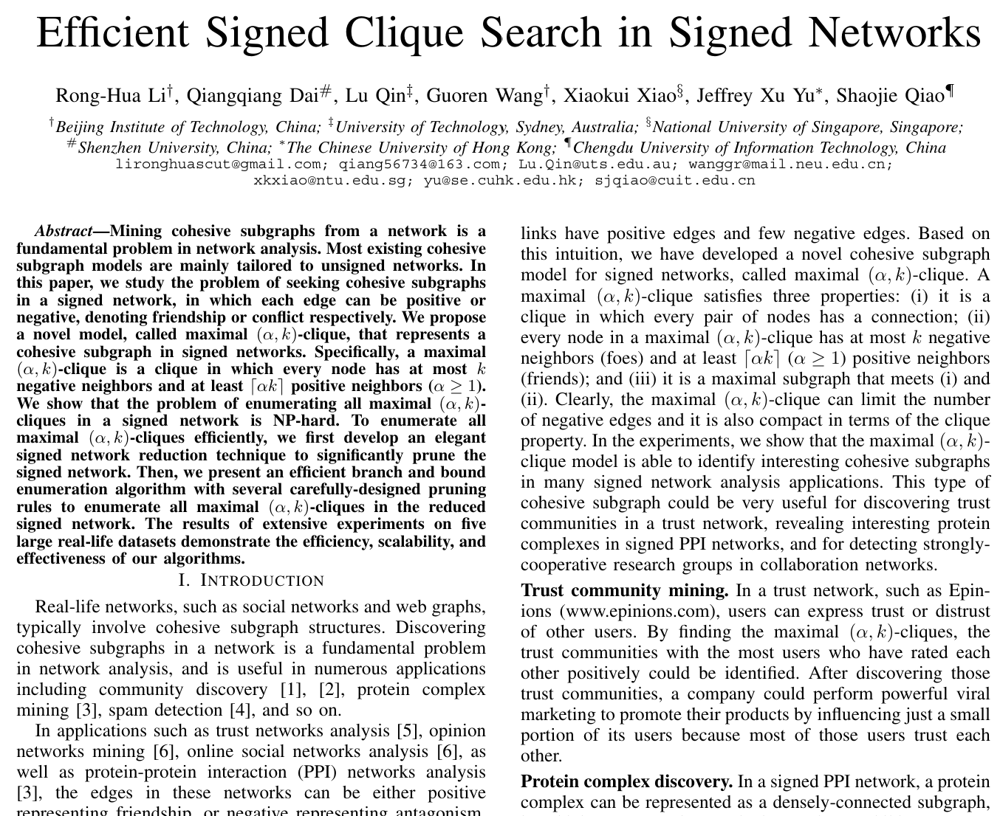 Efficient Signed Clique Search in Signed Networks
Rong-Hua Li†, Qiangqiang Dai#, Lu Qin‡, Guoren Wang†, Xiaokui Xiao§, Jeffrey Xu Yu*, Shaojie Qiao¶
†Beijing Institute of Technology, China; ‡University of Technology, Sydney, Australia; §National University of Singapore, Singapore;
#Shenzhen University, China; *The Chinese University of Hong Kong; ¶Chengdu University of Information Technology, China
lironghuascut@gmail.com; qiang56734@163.com; Lu.Qin@uts.edu.au; wanggr@mail.neu.edu.cn;
xkxiao@ntu.edu.sg; yu@se.cuhk.edu.hk; sjqiao@cuit.edu.cn
Abstract—Mining cohesive subgraphs from a network is a
fundamental problem in network analysis. Most existing cohesive
subgraph models are mainly tailored to unsigned networks. In
this paper, we study the problem of seeking cohesive subgraphs
in a signed network, in which each edge can be positive or
negative, denoting friendship or conflict respectively. We propose
a novel model, called maximal (α, k)-clique, that represents a
cohesive subgraph in signed networks. Specifically, a maximal
(α, k)-clique is a clique in which every node has at most k
negative neighbors and at least ⌈αk⌉ positive neighbors (α ≥ 1).
We show that the problem of enumerating all maximal (α, k)-
cliques in a signed network is NP-hard. To enumerate all
maximal (α, k)-cliques efficiently, we first develop an elegant
signed network reduction technique to significantly prune the
signed network. Then, we present an efficient branch and bound
enumeration algorithm with several carefully-designed pruning
rules to enumerate all maximal (α, k)-cliques in the reduced
signed network. The results of extensive experiments on five
large real-life datasets demonstrate the efficiency, scalability, and
effectiveness of our algorithms.
I. INTRODUCTION
Real-life networks, such as social networks and web graphs,
typically involve cohesive subgraph structures. Discovering
cohesive subgraphs in a network is a fundamental problem
in network analysis, and is useful in numerous applications
including community discovery [1], [2], protein complex
mining [3], spam detection [4], and so on.
In applications such as trust networks analysis [5], opinion
networks mining [6], online social networks analysis [6], as
well as protein-protein interaction (PPI) networks analysis
[3], the edges in these networks can be either positive
representing friendship, or negative representing antagonism.
links have positive edges and few negative edges. Based on
this intuition, we have developed a novel cohesive subgraph
model for signed networks, called maximal (α, k)-clique. A
maximal (α, k)-clique satisfies three properties: (i) it is a
clique in which every pair of nodes has a connection; (ii)
every node in a maximal (α, k)-clique has at most k negative
neighbors (foes) and at least ⌈αk⌉ (α ≥ 1) positive neighbors
(friends); and (iii) it is a maximal subgraph that meets (i) and
(ii). Clearly, the maximal (α, k)-clique can limit the number
of negative edges and it is also compact in terms of the clique
property. In the experiments, we show that the maximal (α, k)-
clique model is able to identify interesting cohesive subgraphs
in many signed network analysis applications. This type of
cohesive subgraph could be very useful for discovering trust
communities in a trust network, revealing interesting protein
complexes in signed PPI networks, and for detecting strongly-
cooperative research groups in collaboration networks.
Trust community mining. In a trust network, such as Epin-
ions (www.epinions.com), users can express trust or distrust
of other users. By finding the maximal (α, k)-cliques, the
trust communities with the most users who have rated each
other positively could be identified. After discovering those
trust communities, a company could perform powerful viral
marketing to promote their products by influencing just a small
portion of its users because most of those users trust each
other.
Protein complex discovery. In a signed PPI network, a protein
complex can be represented as a densely-connected subgraph,